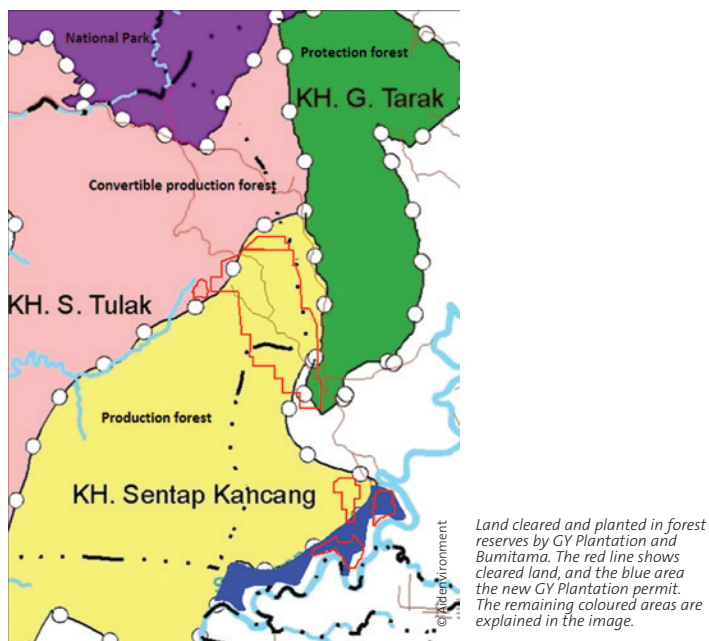 National Park
Protection forest
KH. G. Tarak
Convertible production forest
KH. S. Tulak
Production forest
KH. Sentap Kancang
© Aidenvironment
Land cleared and planted in forest
reserves by GY Plantation and
Bumitama. The red line shows
cleared land, and the blue area
the new GY Plantation permit.
The remaining coloured areas are
explained in the image.